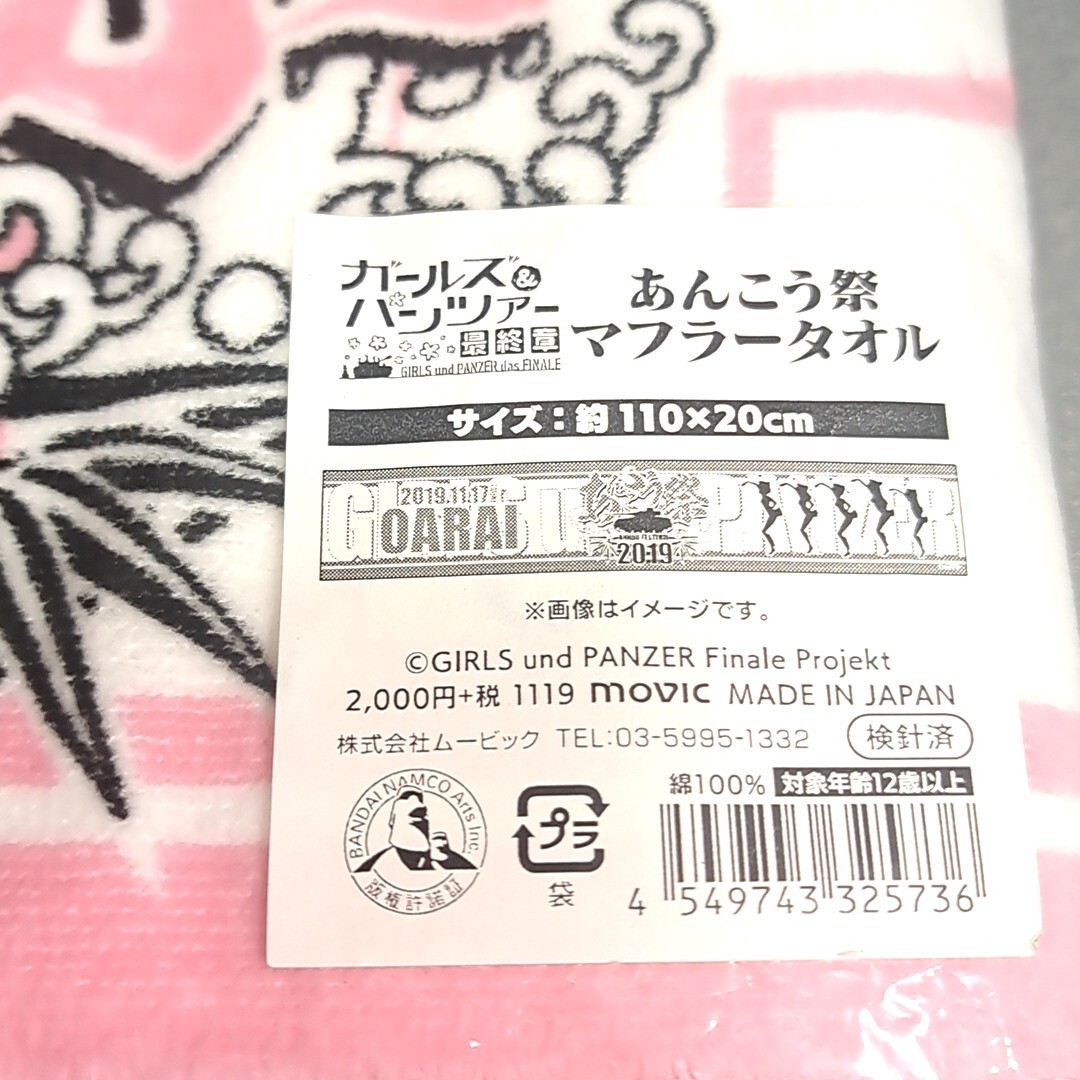 ガールズ&
パンツァー
最終章
GIRLS und PANZER das FINALE
あんこう祭
マフラータオル
サイズ：約110×20cm
2019.11.17
OARAI
あんこう祭
2019
※画像はイメージです。
©GIRLS und PANZER Finale Projekt
2,000円+税 1119 movic MADE IN JAPAN
株式会社ムービック TEL:03-5995-1332 検針済
綿100% 対象年齢12歳以上
BANDAI NAMCO Arts Inc.
版権許諾証
プラ
袋
4 549743 325736